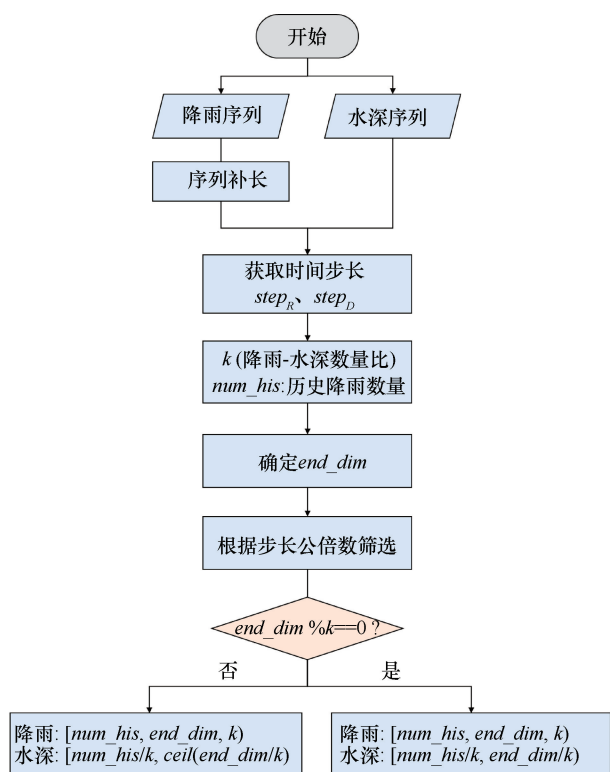 开始
降雨序列
水深序列
序列补长
获取时间步长
step_R、step_D
k (降雨-水深数量比)
num_his:历史降雨数量
确定end_dim
根据步长公倍数筛选
end_dim %k==0 ?
否
是
降雨: [num_his, end_dim, k)
水深: [num_his/k, ceil(end_dim/k)
降雨: [num_his, end_dim, k)
水深: [num_his/k, end_dim/k)